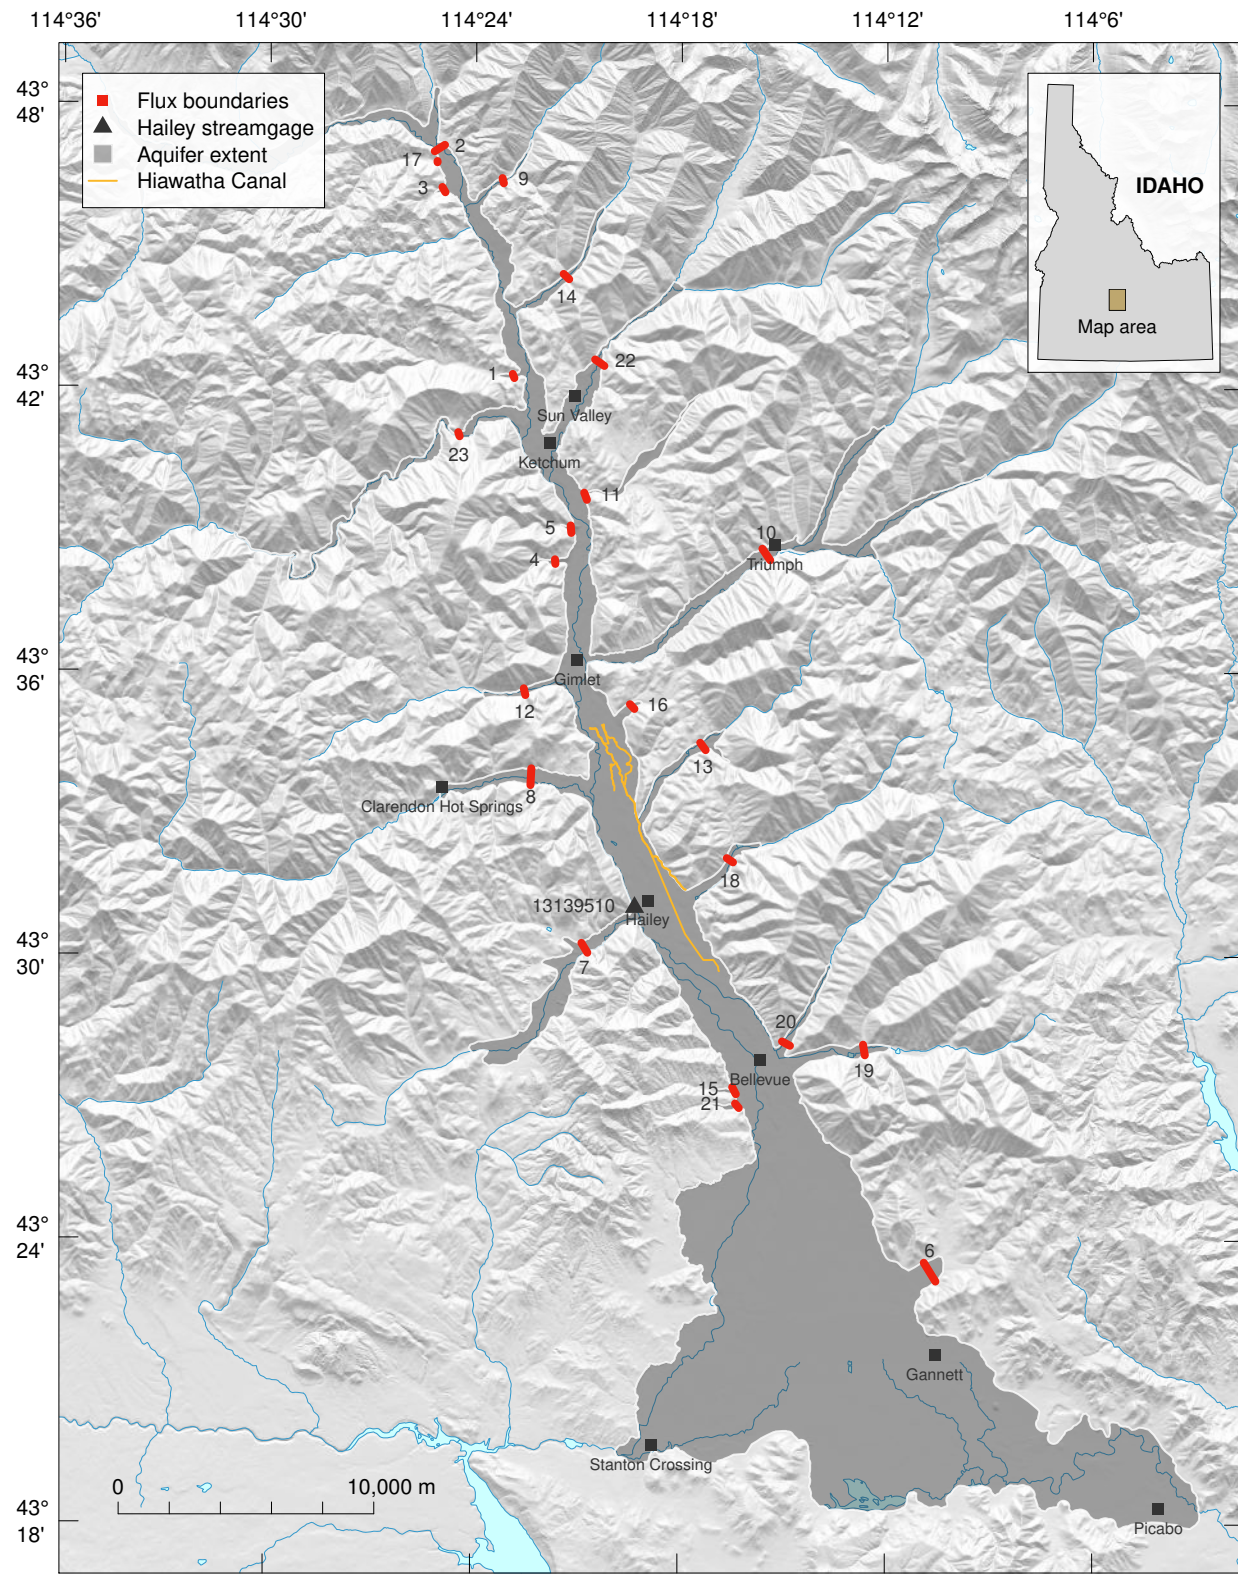 114°36' 114°30' 114°24' 114°18' 114°12' 114°6'
43°
48'
43°
42'
43°
36'
43°
30'
43°
24'
43°
18'
Flux boundaries
Hailey streamgage
Aquifer extent
Hiawatha Canal
IDAHO
Map area
2
17
3
9
14
1
22
Sun Valley
23
Ketchum
11
5
4
10
Triumph
Gimlet
12
16
13
8
Clarendon Hot Springs
18
13139510
Hailey
7
20
19
Bellevue
15
21
6
Gannett
Stanton Crossing
0 10,000 m
Picabo